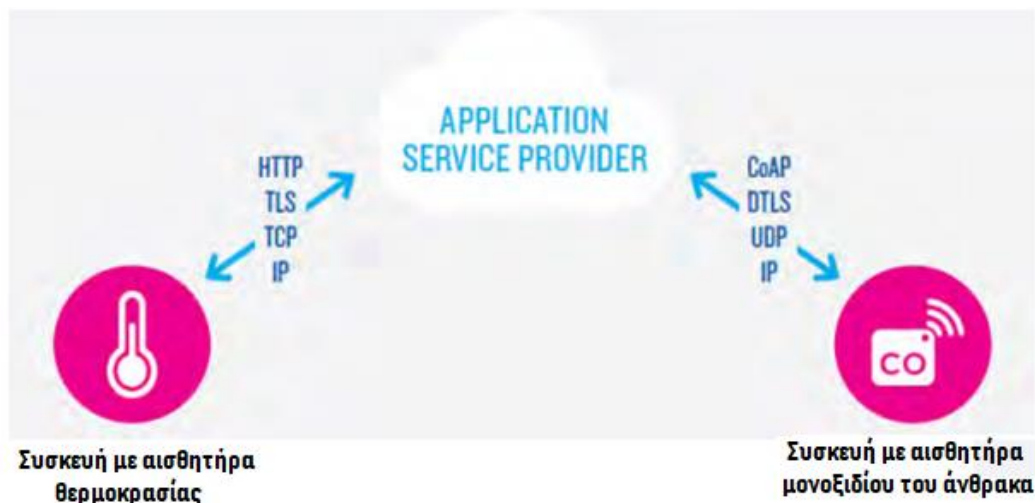 APPLICATION
SERVICE PROVIDER
HTTP
TLS
TCP
IP
CoAP
DTLS
UDP
IP
CO
Συσκευή με αισθητήρα
θερμοκρασίας
Συσκευή με αισθητήρα
μονοξιδίου του άνθρακα